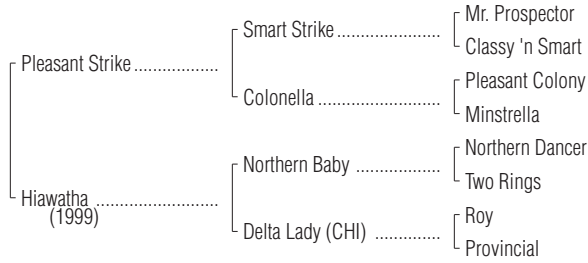 Mr. Prospector
Smart Strike ..................
Classy 'n Smart
Pleasant Strike ..................
Pleasant Colony
Colonella .....................
Minstrella
Northern Dancer
Northern Baby ...............
Two Rings
Hiawatha ..........................
(1999)
Roy
Delta Lady (CHI) ..............
Provincial